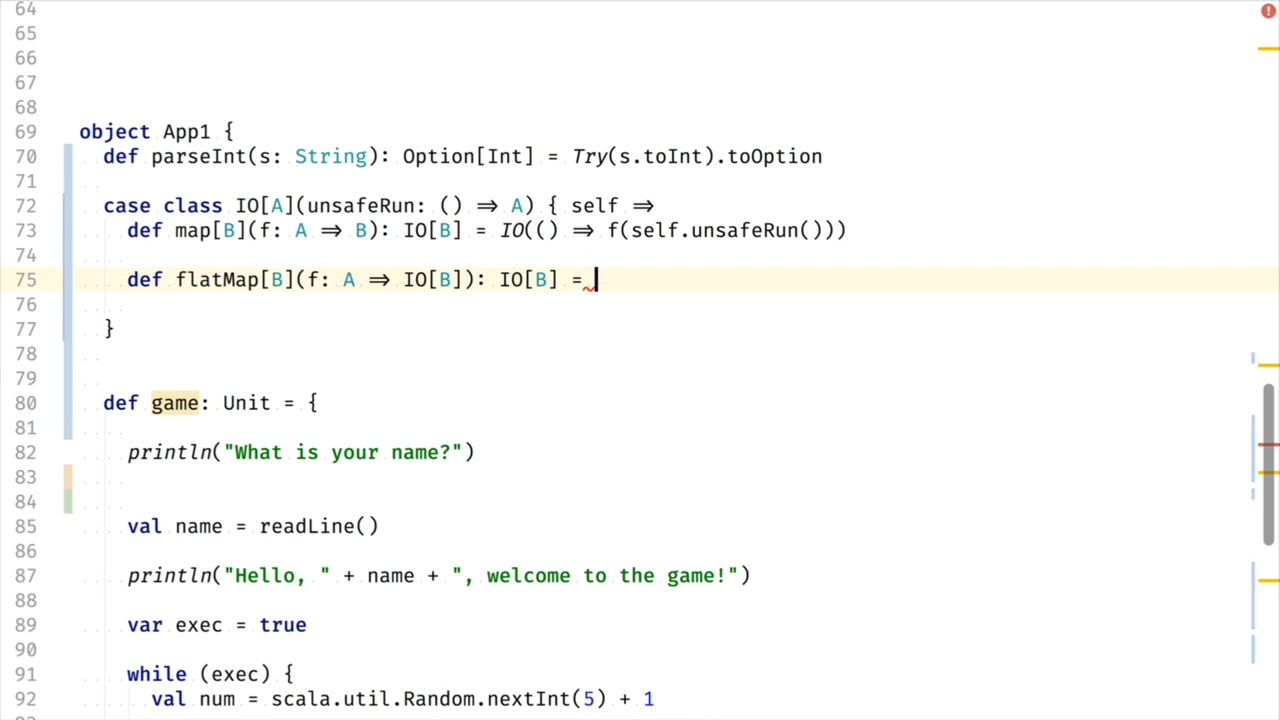 64
65
66
67
68
69 object App1 {
70 def parseInt(s: String): Option[Int] = Try(s.toInt).toOption
71
72 case class IO[A](unsafeRun: () ⇒ A) { self ⇒
73 def map[B](f: A ⇒ B): IO[B] = IO(() ⇒ f(self.unsafeRun()))
74
75 def flatMap[B](f: A ⇒ IO[B]): IO[B] =
76
77 }
78
79
80 def game: Unit = {
81
82 println("What is your name?")
83
84
85 val name = readLine()
86
87 println("Hello, " + name + ", welcome to the game!")
88
89 var exec = true
90
91 while (exec) {
92 val num = scala.util.Random.nextInt(5) + 1